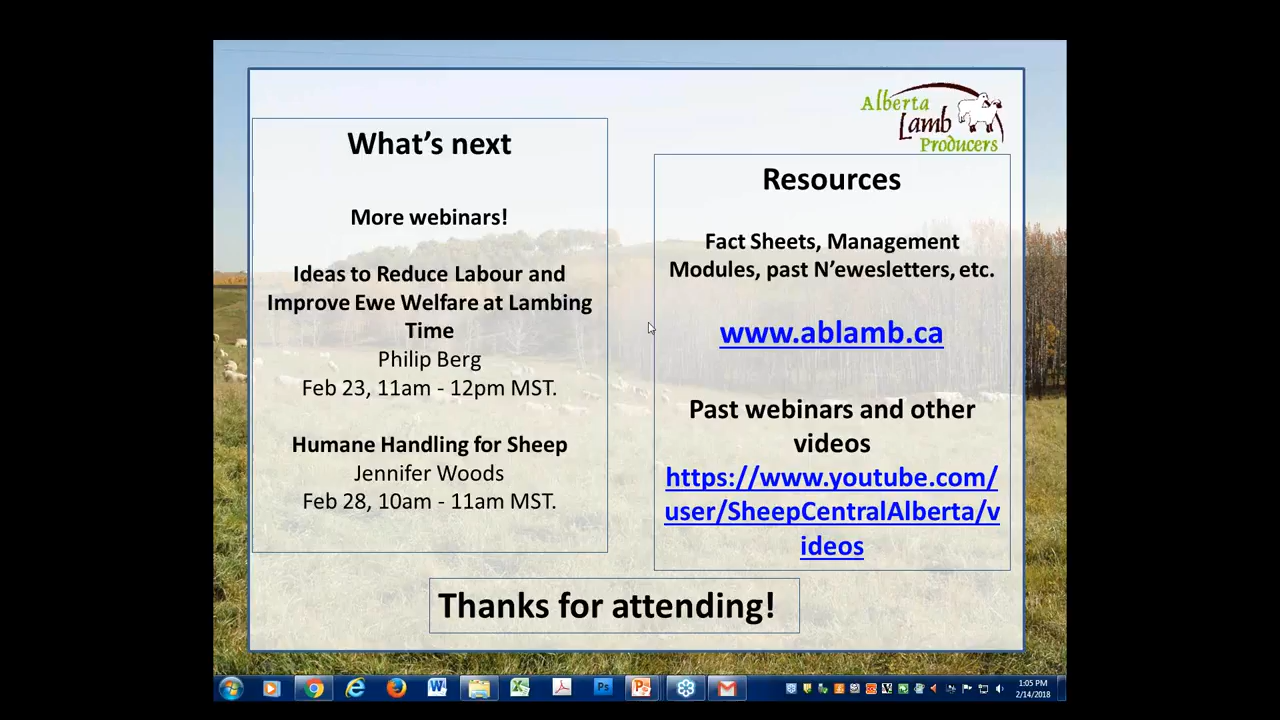 Alberta
Lamb
Producers
What's next
More webinars!
Ideas to Reduce Labour and
Improve Ewe Welfare at Lambing
Time
Philip Berg
Feb 23, 11am - 12pm MST.
Humane Handling for Sheep
Jennifer Woods
Feb 28, 10am - 11am MST.
Resources
Fact Sheets, Management
Modules, past N'ewesletters, etc.
www.ablamb.ca
Past webinars and other
videos
https://www.youtube.com/
user/SheepCentralAlberta/v
ideos
Thanks for attending!
1:05 PM
2/14/2018